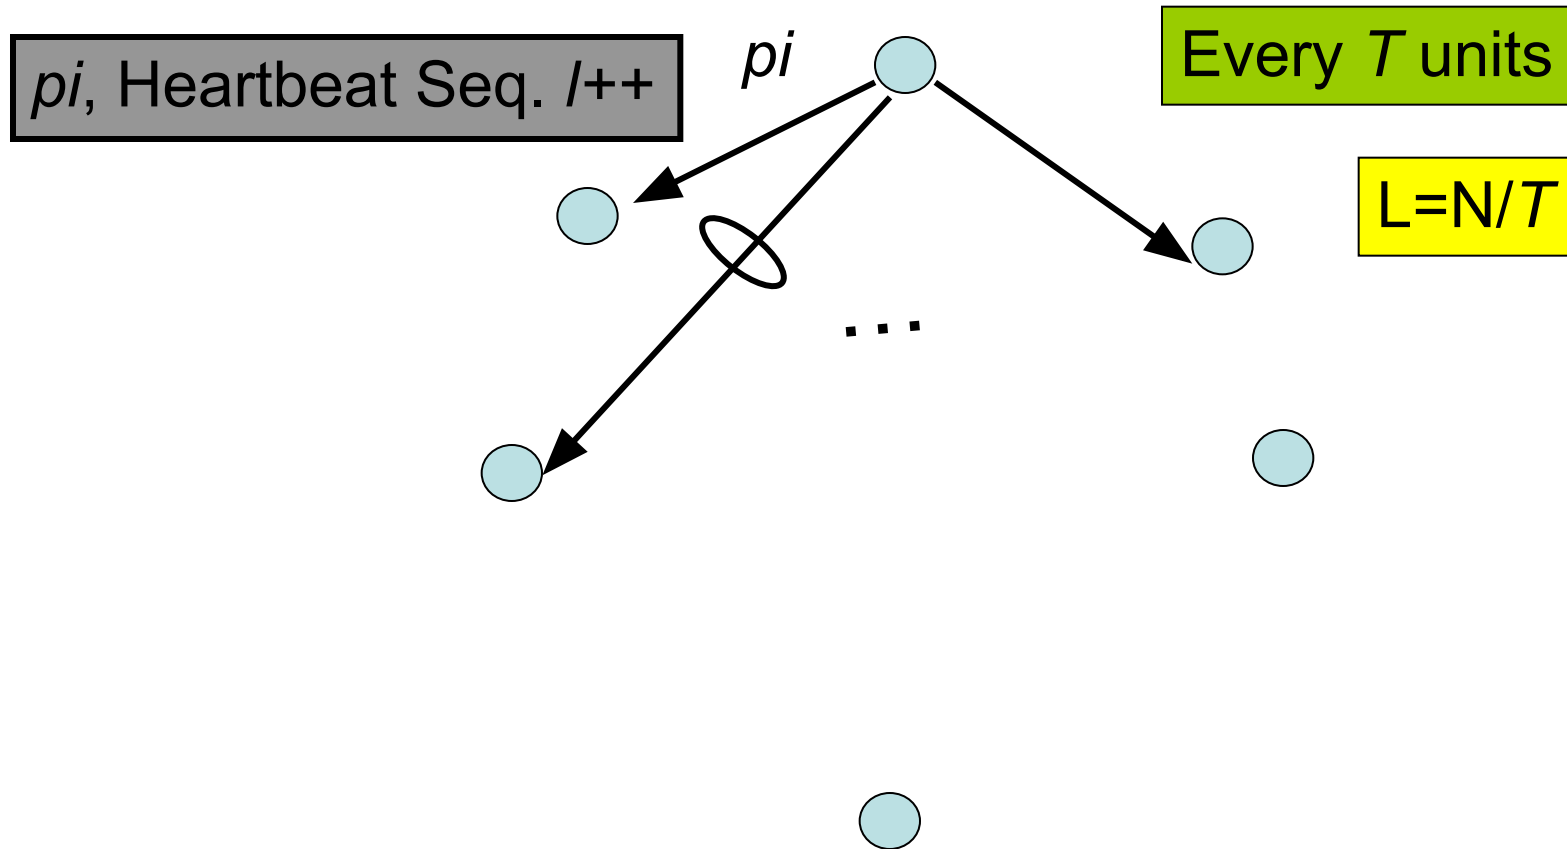 pi, Heartbeat Seq. l++
pi
Every T units
L=N/T
...